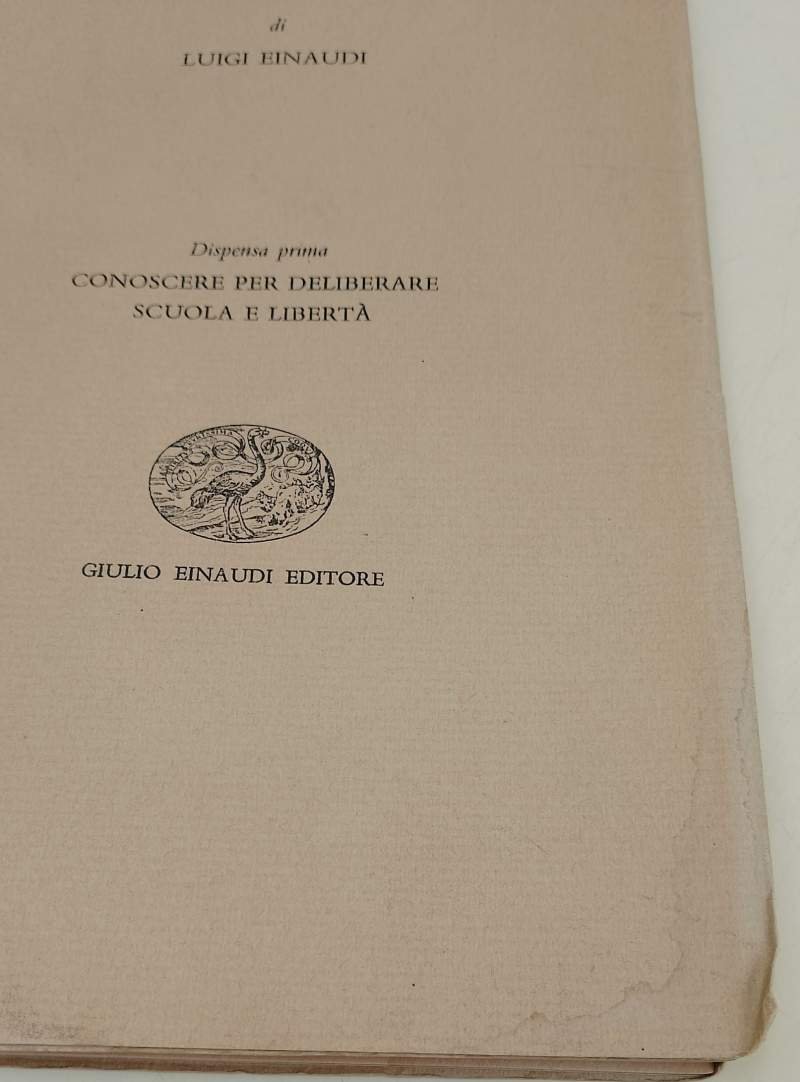 di
LUIGI EINAUDI
Dispensa prima
CONOSCERE PER DELIBERARE
SCUOLA E LIBERTÀ
GIULIO EINAUDI EDITORE